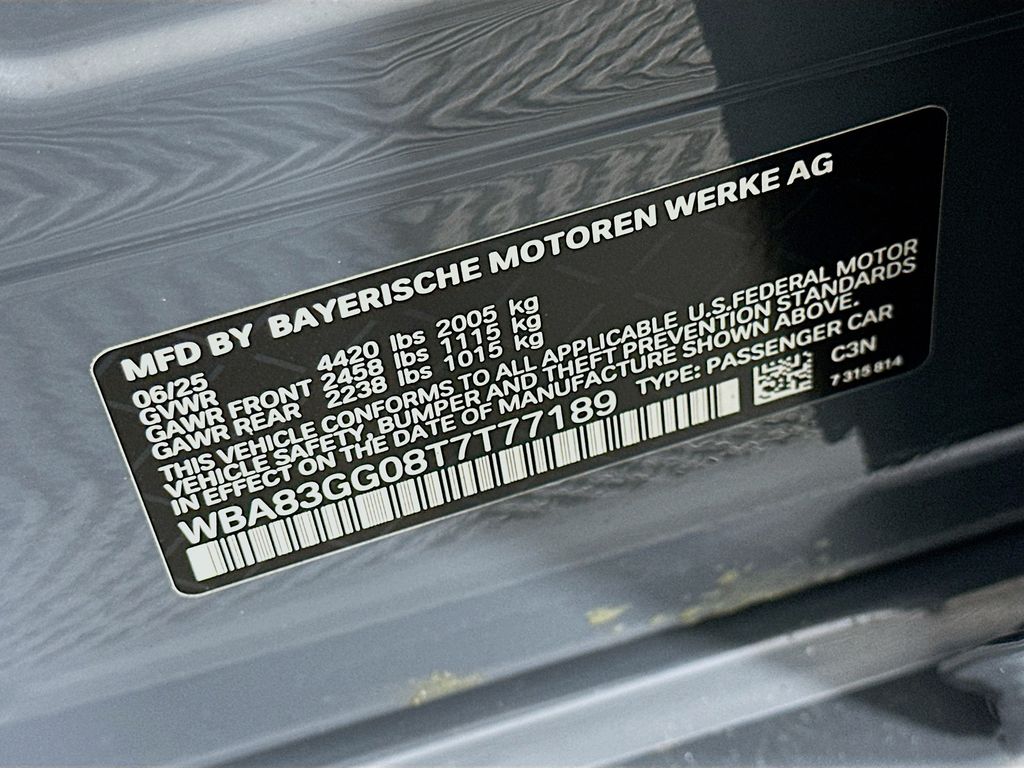 MFD BY BAYERISCHE MOTOREN WERKE AG
06/25
GVWR 4420 lbs 2005 kg
GAWR FRONT 2458 lbs 1115 kg
GAWR REAR 2238 lbs 1015 kg
THIS VEHICLE CONFORMS TO ALL APPLICABLE U.S.FEDERAL MOTOR
VEHICLE SAFETY, BUMPER AND THEFT PREVENTION STANDARDS
IN EFFECT ON THE DATE OF MANUFACTURE SHOWN ABOVE.
WBA83GG08T7T77189 TYPE: PASSENGER CAR
C3N
7 315 814